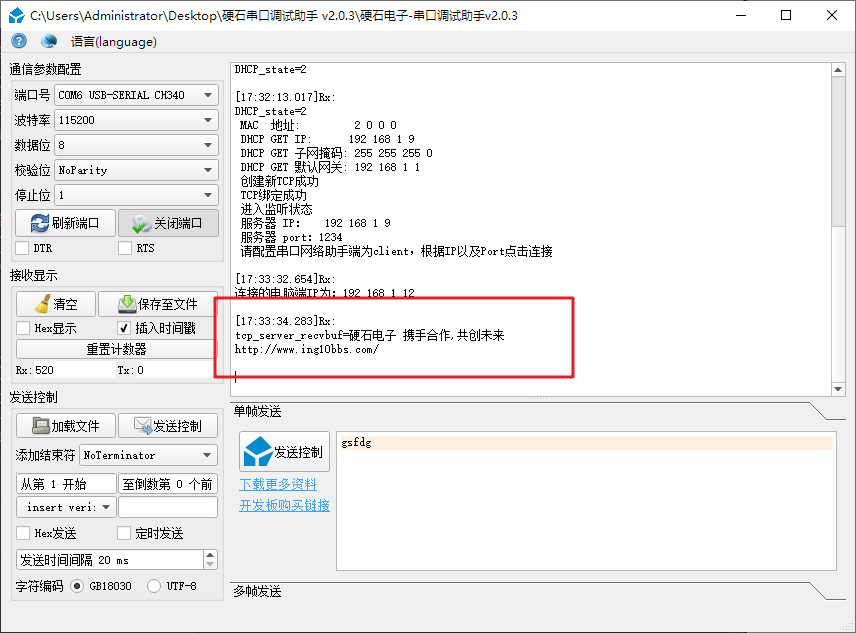 C:\Users\Administrator\Desktop\硬石串口调试助手 v2.0.3\硬石电子-串口调试助手v2.0.3
语言(language)
通信参数配置
端口号 COM6 USB-SERIAL CH340
波特率 115200
数据位 8
校验位 NoParity
停止位 1
刷新端口 关闭端口
DTR RTS
接收显示
清空 保存至文件
Hex显示 插入时间戳
重置计数器
Rx:520 Tx:0
发送控制
加载文件 发送控制
添加结束符 NoTerminator
从第 1 开始 至倒数第 0 个前
insert veri:
Hex发送 定时发送
发送时间间隔 20 ms
字符编码 GB18030 UTF-8
DHCP_state=2
[17:32:13.017]Rx:
DHCP_state=2
MAC 地址: 2 0 0 0
DHCP GET IP: 192 168 1 9
DHCP GET 子网掩码: 255 255 255 0
DHCP GET 默认网关: 192 168 1 1
创建新TCP成功
TCP绑定成功
进入监听状态
服务器 IP: 192 168 1 9
服务器 port: 1234
请配置串口网络助手端为client，根据IP以及Port点击连接
[17:33:32.654]Rx:
连接的电脑端IP为: 192 168 1 12
[17:33:34.283]Rx:
tcp_server_recvbuf=硬石电子 携手合作,共创未来
http://www.ing10bbs.com/
单帧发送
发送控制
gsfdg
下载更多资料
开发板购买链接
多帧发送